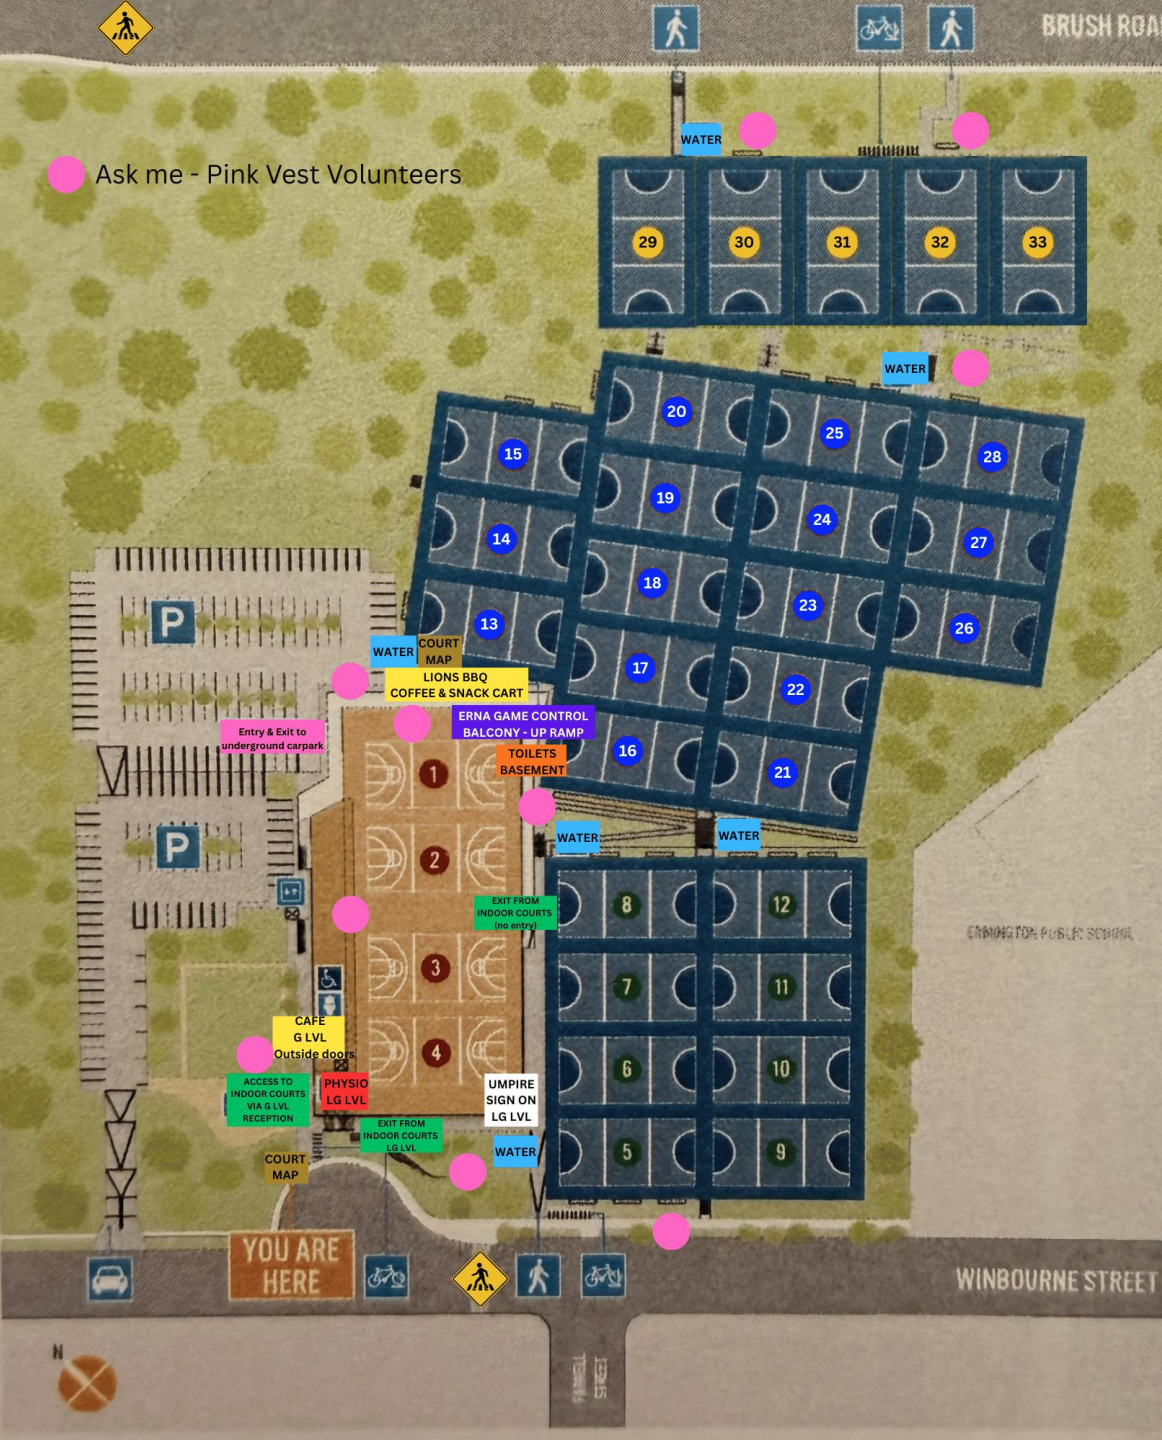 BRUSH ROA
WATER
Ask me - Pink Vest Volunteers
29
30
31
32
33
WATER
20
25
28
15
19
24
27
14
18
23
26
13
17
22
16
21
WATER
COURT
MAP
LIONS BBQ
COFFEE & SNACK CART
P
ERNA GAME CONTROL
BALCONY - UP RAMP
Entry & Exit to
underground carpark
TOILETS
BASEMENT
1
2
3
4
P
WATER
WATER
EXIT FROM
INDOOR COURTS
(no entry)
8
12
7
11
6
10
5
9
ERMINGTON PUBLIC SCHOOL
CAFE
G LVL
Outside doors
ACCESS TO
INDOOR COURTS
VIA G LVL
RECEPTION
PHYSIO
LG LVL
UMPIRE
SIGN ON
LG LVL
EXIT FROM
INDOOR COURTS
LG LVL
WATER
COURT
MAP
YOU ARE
HERE
WINBOURNE STREET
N
FARNELL
STREET